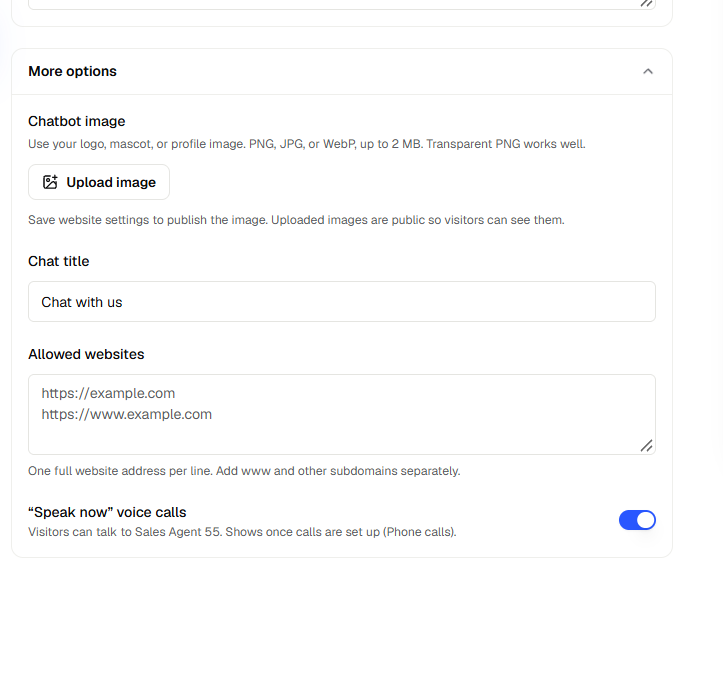 More options
Chatbot image
Use your logo, mascot, or profile image. PNG, JPG, or WebP, up to 2 MB. Transparent PNG works well.
Upload image
Save website settings to publish the image. Uploaded images are public so visitors can see them.
Chat title
Chat with us
Allowed websites
https://example.com
https://www.example.com
One full website address per line. Add www and other subdomains separately.
“Speak now” voice calls
Visitors can talk to Sales Agent 55. Shows once calls are set up (Phone calls).